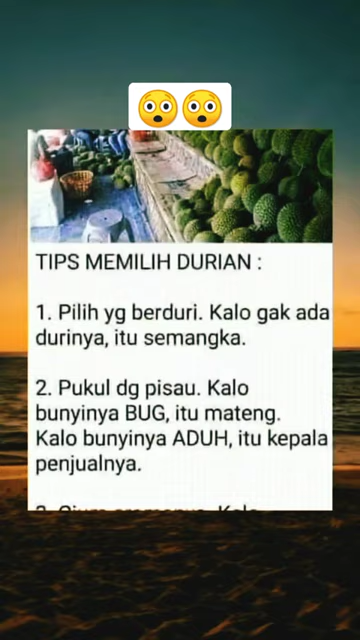 TIPS MEMILIH DURIAN :
1. Pilih yg berduri. Kalo gak ada
durinya, itu semangka.
2. Pukul dg pisau. Kalo
bunyinya BUG, itu mateng.
Kalo bunyinya ADUH, itu kepala
penjualnya.